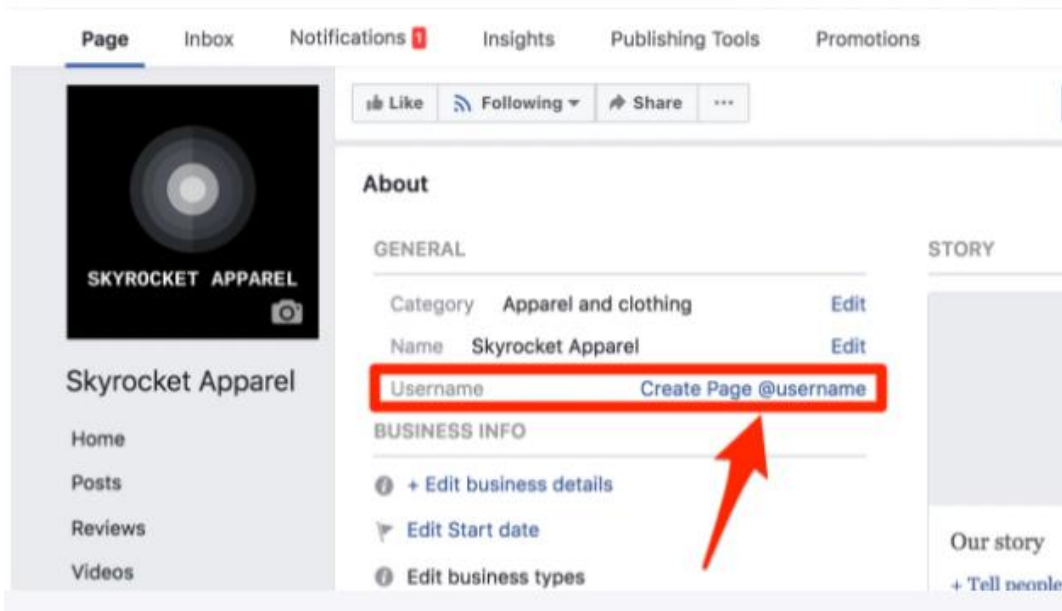 Page Inbox Notifications 1 Insights Publishing Tools Promotions
Like Following Share ...
SKYROCKET APPAREL
Skyrocket Apparel
Home
Posts
Reviews
Videos
About
GENERAL
Category Apparel and clothing Edit
Name Skyrocket Apparel Edit
Username Create Page @username
BUSINESS INFO
+ Edit business details
Edit Start date
Edit business types
STORY
Our story
+ Tell people